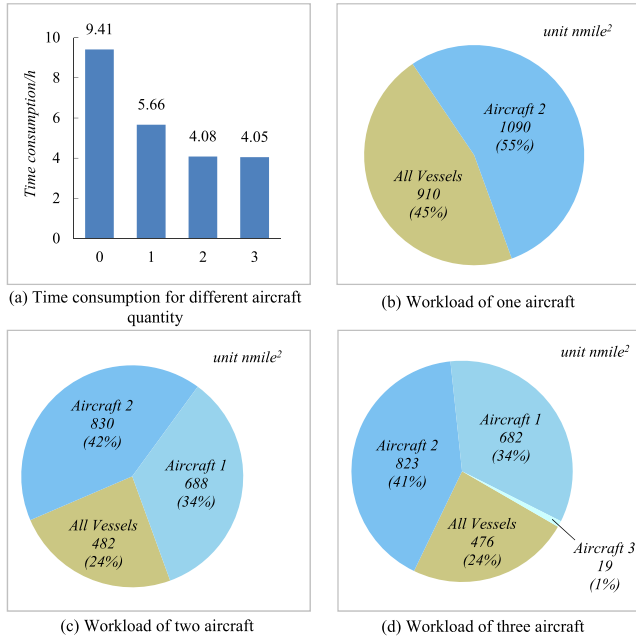 9.41
5.66
4.08
4.05
10
8
6
4
2
0
Time consumption/h
0 1 2 3
(a) Time consumption for different aircraft
quantity
unit nmile²
Aircraft 2
1090
(55%)
All Vessels
910
(45%)
(b) Workload of one aircraft
unit nmile²
Aircraft 2
830
(42%)
Aircraft 1
688
(34%)
All Vessels
482
(24%)
(c) Workload of two aircraft
unit nmile²
Aircraft 1
682
(34%)
Aircraft 2
823
(41%)
All Vessels
476
(24%)
Aircraft 3
19
(1%)
(d) Workload of three aircraft